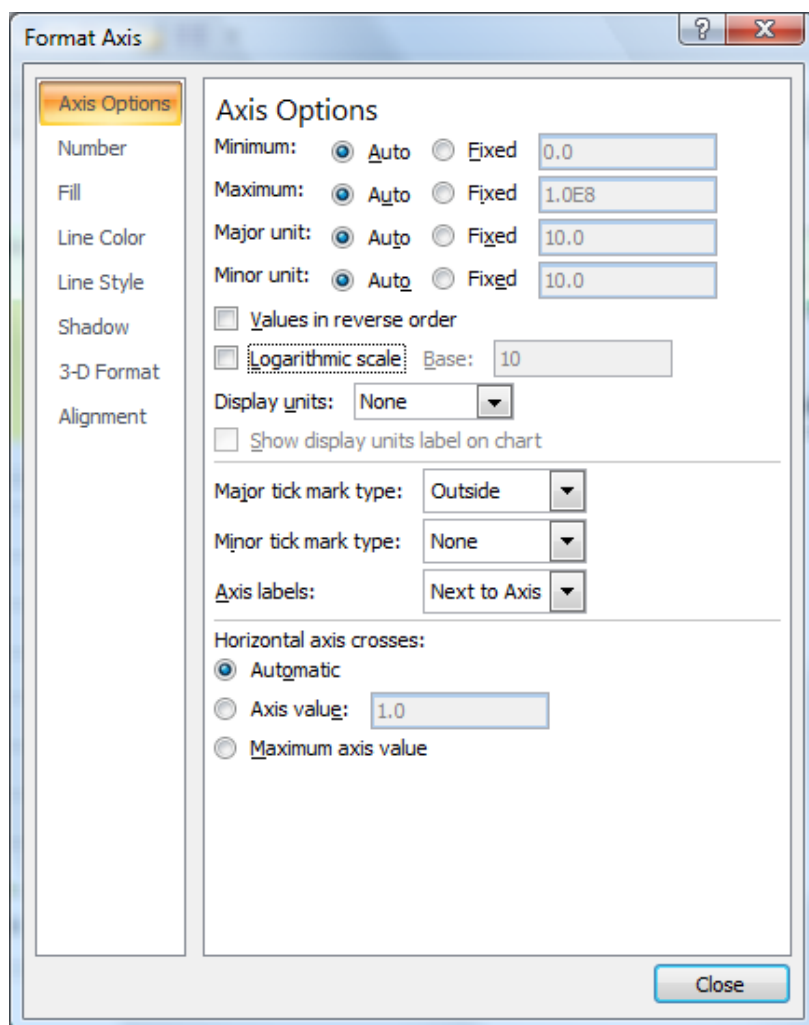 Format Axis
?
X
Axis Options
Number
Fill
Line Color
Line Style
Shadow
3-D Format
Alignment
Axis Options
Minimum: Auto Fixed 0.0
Maximum: Auto Fixed 1.0E8
Major unit: Auto Fixed 10.0
Minor unit: Auto Fixed 10.0
Values in reverse order
Logarithmic scale Base: 10
Display units: None
Show display units label on chart
Major tick mark type: Outside
Minor tick mark type: None
Axis labels: Next to Axis
Horizontal axis crosses:
Automatic
Axis value: 1.0
Maximum axis value
Close